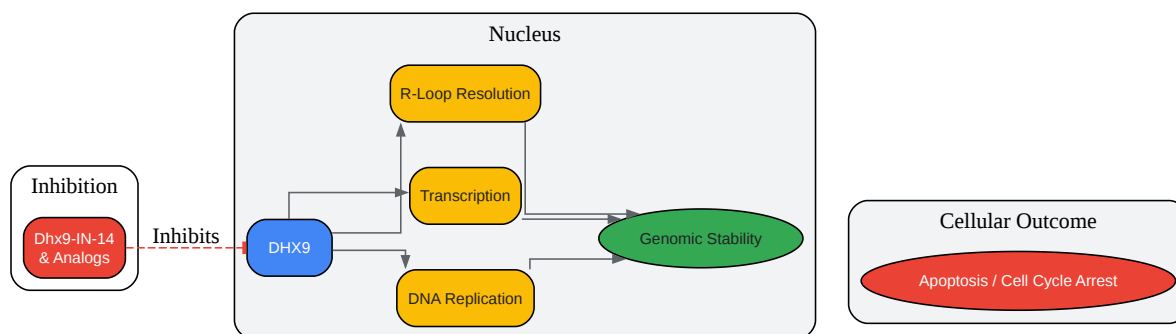 Nucleus
R-Loop Resolution
Inhibition
Transcription
Cellular Outcome
Dhx9-IN-14
& Analogs
Inhibits
DHX9
Genomic Stability
Apoptosis / Cell Cycle Arrest
DNA Replication